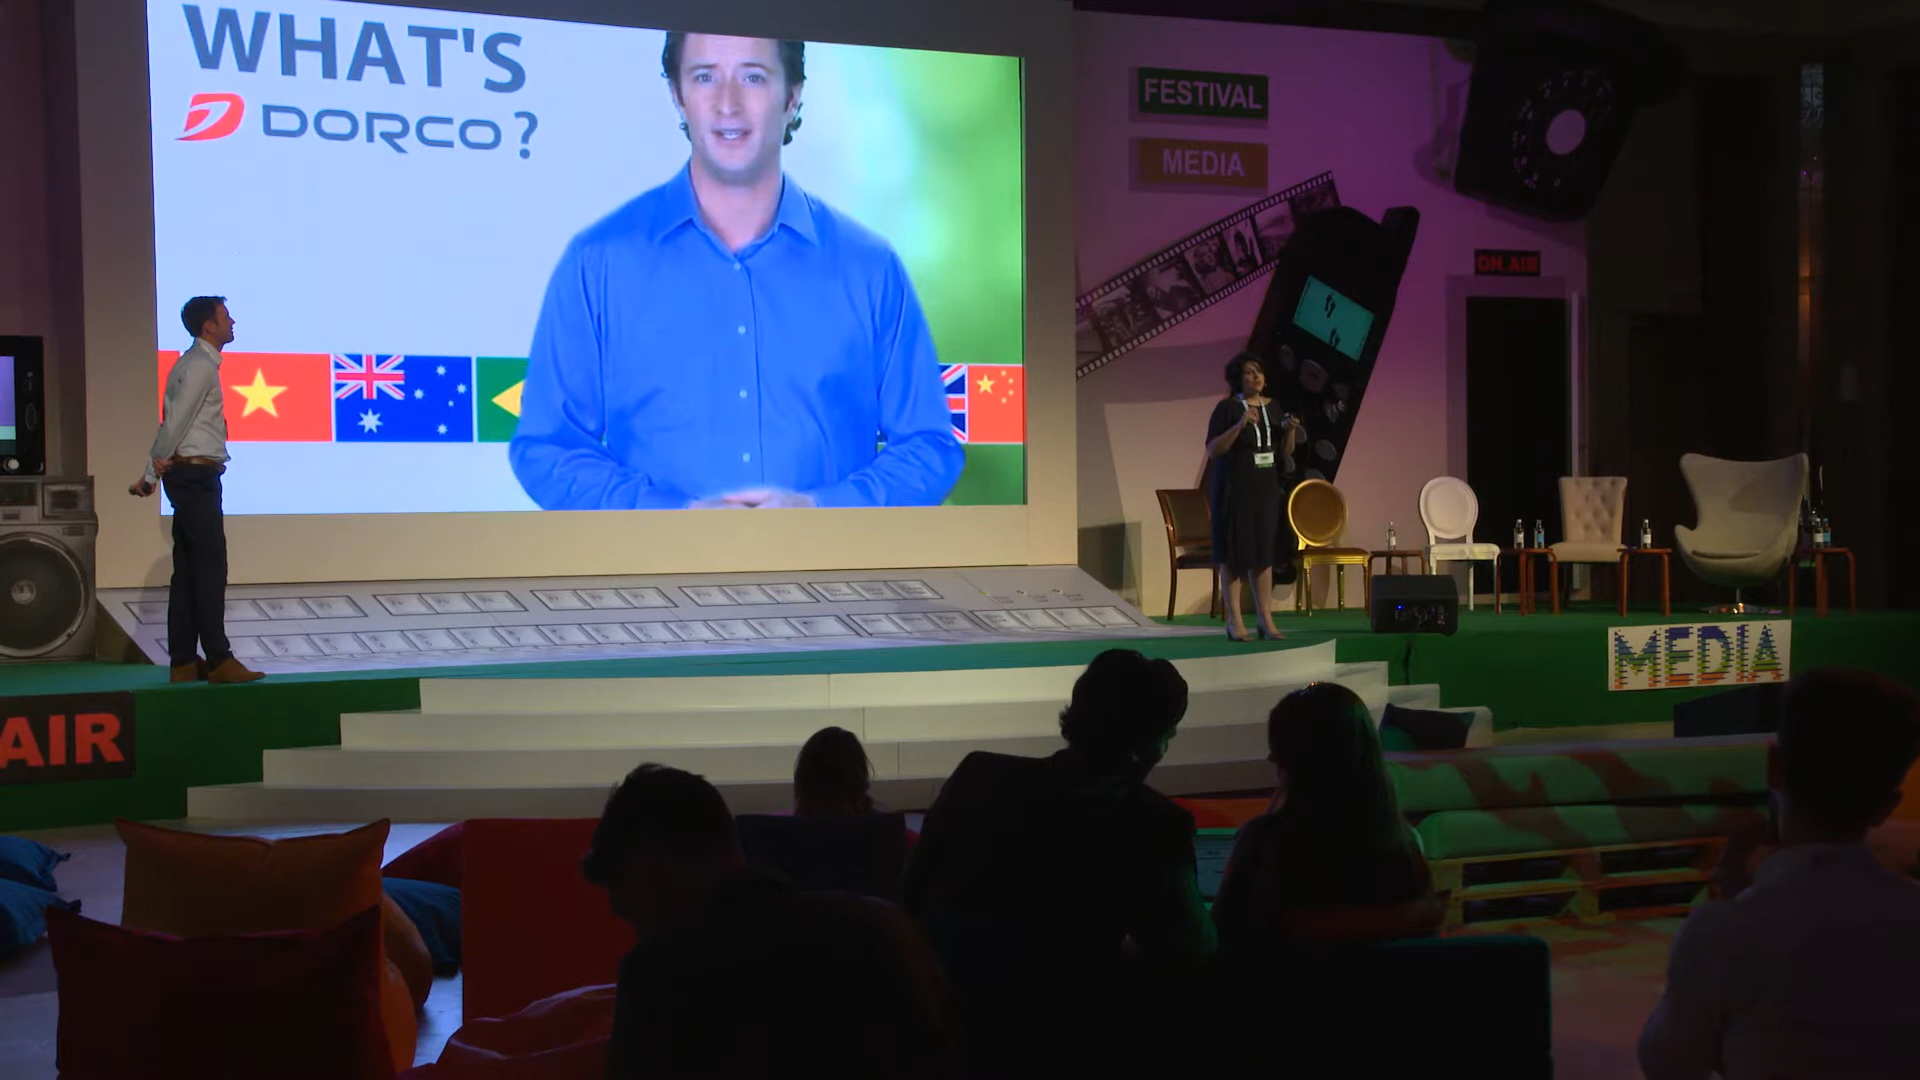 WHAT'S
DORCO?
FESTIVAL
MEDIA
ON AIR
MEDIA
AIR